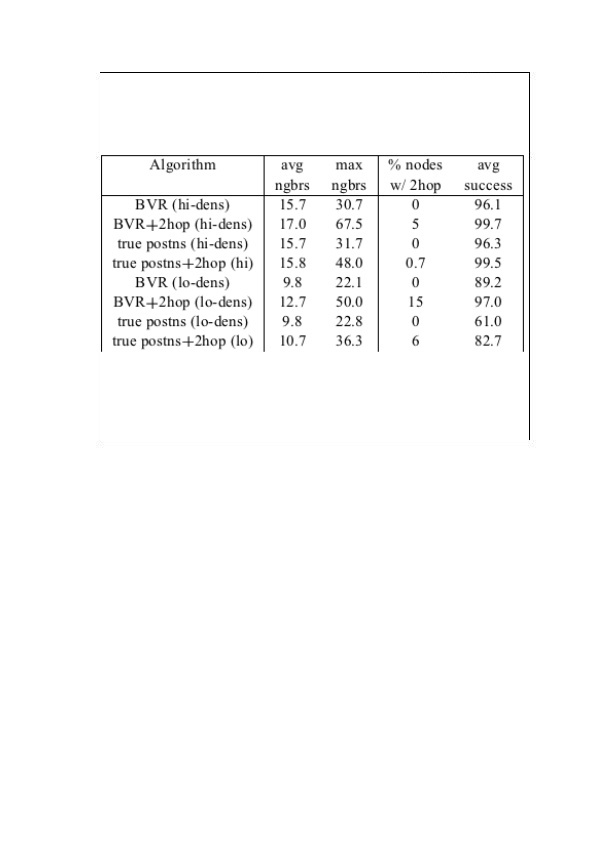 Algorithm avg max % nodes avg
ngbrs ngbrs w/ 2hop success
BVR (hi-dens) 15.7 30.7 0 96.1
BVR+2hop (hi-dens) 17.0 67.5 5 99.7
true postns (hi-dens) 15.7 31.7 0 96.3
true postns+2hop (hi) 15.8 48.0 0.7 99.5
BVR (lo-dens) 9.8 22.1 0 89.2
BVR+2hop (lo-dens) 12.7 50.0 15 97.0
true postns (lo-dens) 9.8 22.8 0 61.0
true postns+2hop (lo) 10.7 36.3 6 82.7